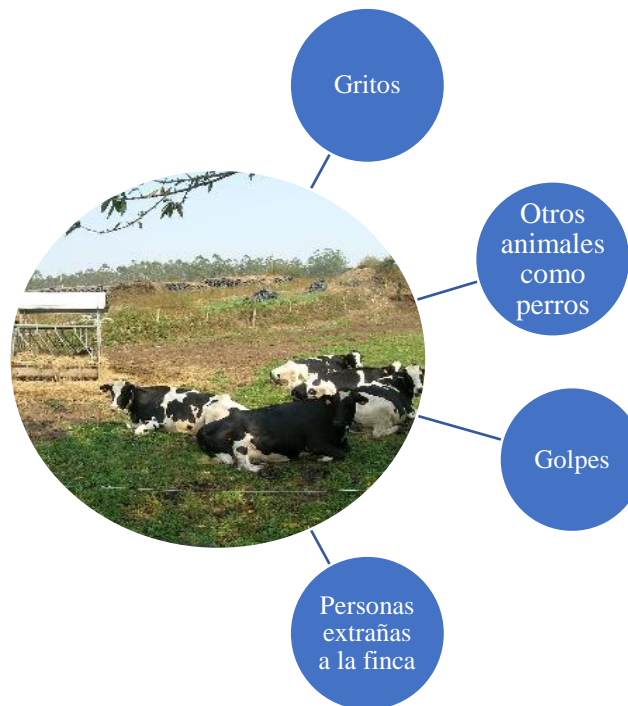 Gritos
Otros
animales
como
perros
Golpes
Personas
extrañas
a la finca